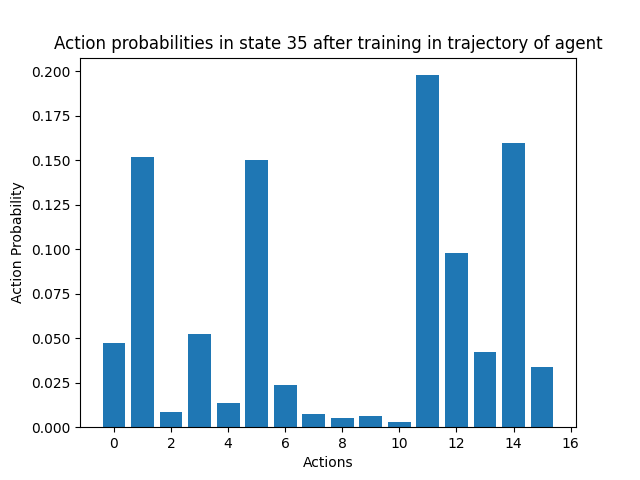 Action probabilities in state 35 after training in trajectory of agent
0.200
0.175
0.150
0.125
0.100
0.075
0.050
0.025
0.000
Action Probability
0 2 4 6 8 10 12 14 16
Actions